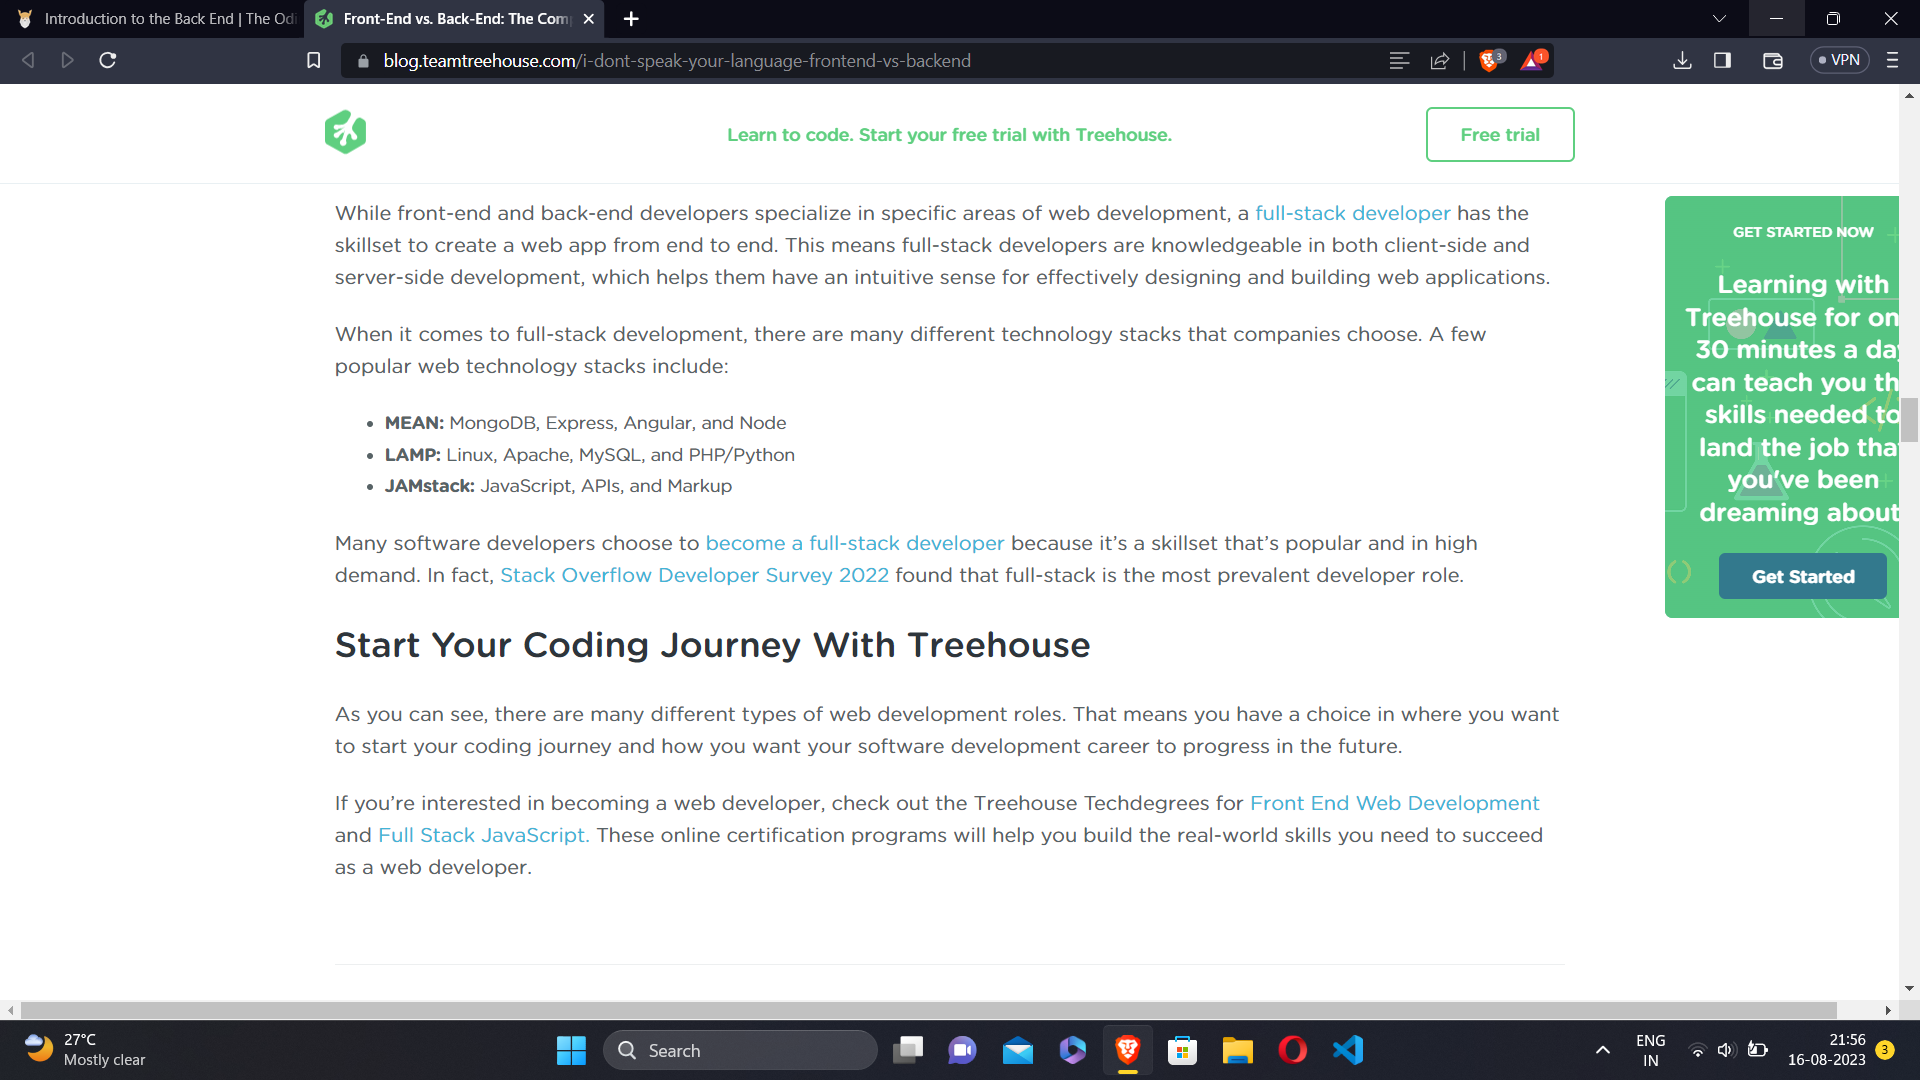 Introduction to the Back End | The Odi
Front-End vs. Back-End: The Com
blog.teamtreehouse.com/i-dont-speak-your-language-frontend-vs-backend
3
1
VPN
Learn to code. Start your free trial with Treehouse.
Free trial
While front-end and back-end developers specialize in specific areas of web development, a full-stack developer has the
skillset to create a web app from end to end. This means full-stack developers are knowledgeable in both client-side and
server-side development, which helps them have an intuitive sense for effectively designing and building web applications.
When it comes to full-stack development, there are many different technology stacks that companies choose. A few
popular web technology stacks include:
• MEAN: MongoDB, Express, Angular, and Node
• LAMP: Linux, Apache, MySQL, and PHP/Python
• JAMstack: JavaScript, APIs, and Markup
Many software developers choose to become a full-stack developer because it’s a skillset that’s popular and in high
demand. In fact, Stack Overflow Developer Survey 2022 found that full-stack is the most prevalent developer role.
Start Your Coding Journey With Treehouse
As you can see, there are many different types of web development roles. That means you have a choice in where you want
to start your coding journey and how you want your software development career to progress in the future.
If you’re interested in becoming a web developer, check out the Treehouse Techdegrees for Front End Web Development
and Full Stack JavaScript. These online certification programs will help you build the real-world skills you need to succeed
as a web developer.
GET STARTED NOW
Learning with
Treehouse for on
30 minutes a day
can teach you th
skills needed to
land the job tha
you've been
dreaming about
Get Started
27°C
Mostly clear
Search
ENG
IN
21:56
16-08-2023
3